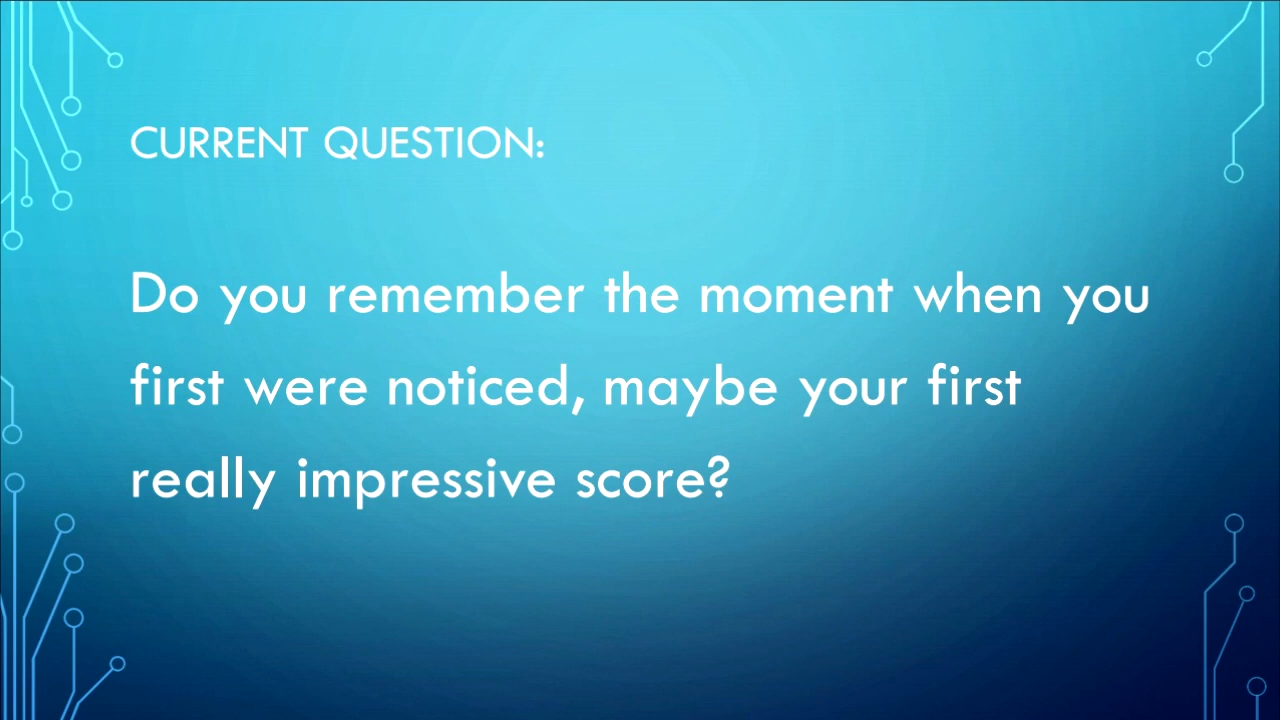 CURRENT QUESTION:
Do you remember the moment when you
first were noticed, maybe your first
really impressive score?